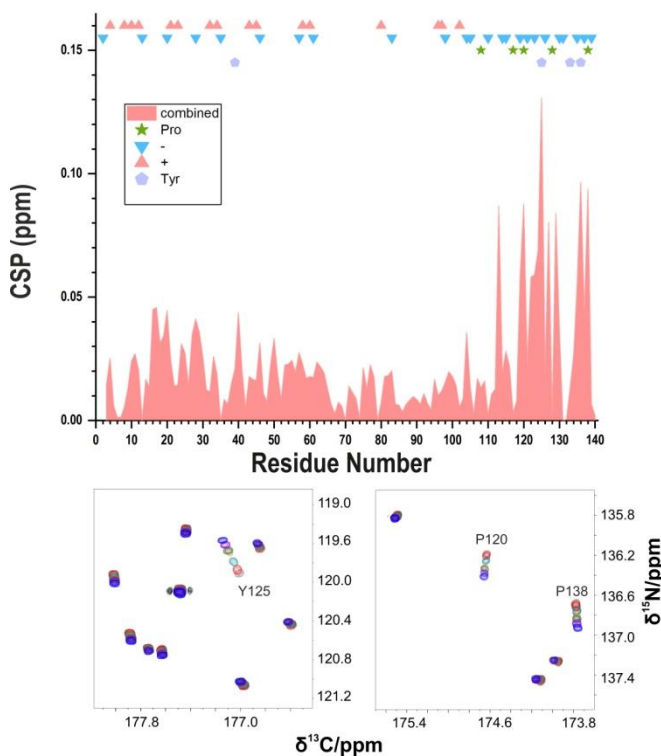 0.15
0.10
0.05
0.00
CSP (ppm)
combined
Pro
-
+
Tyr
0 10 20 30 40 50 60 70 80 90 100 110 120 130 140
Residue Number
Y125
119.0
119.6
120.0
120.4
120.8
121.2
177.8 177.0
P120
P138
135.8
136.2
136.6
137.0
137.4
175.4 174.6 173.8
δ¹⁵N/ppm
δ¹³C/ppm